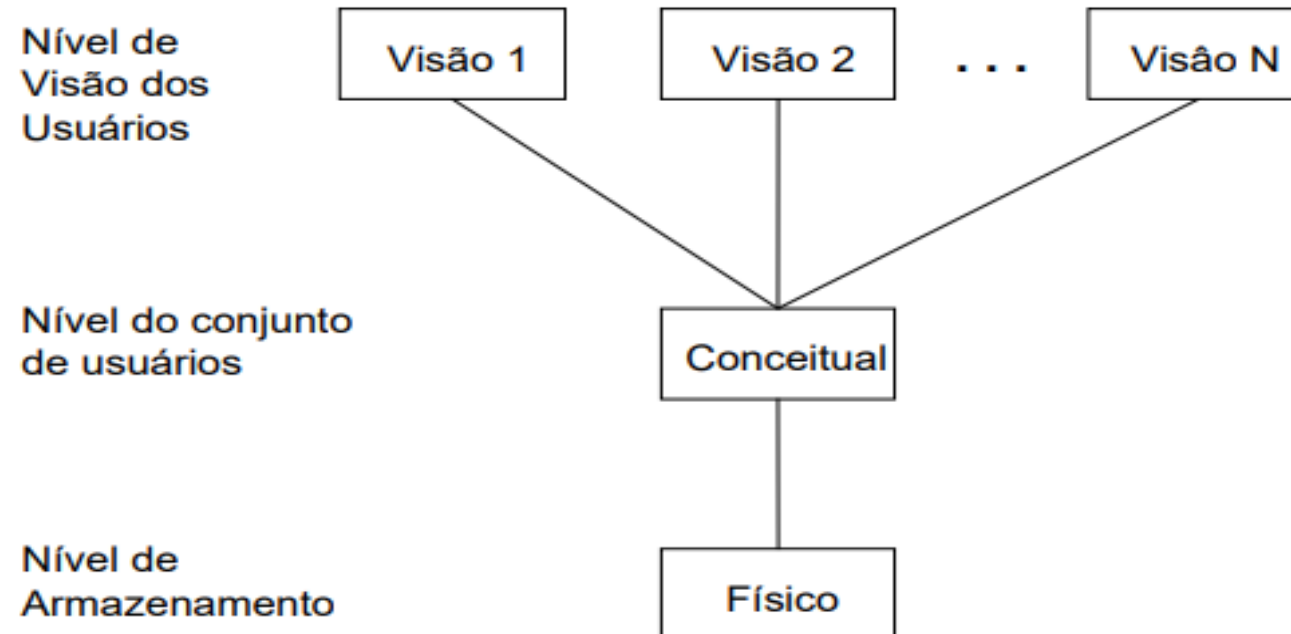 Nível de
Visão dos
Usuários
Visão 1
Visão 2
. . .
Visâo N
Nível do conjunto
de usuários
Conceitual
Nível de
Armazenamento
Físico